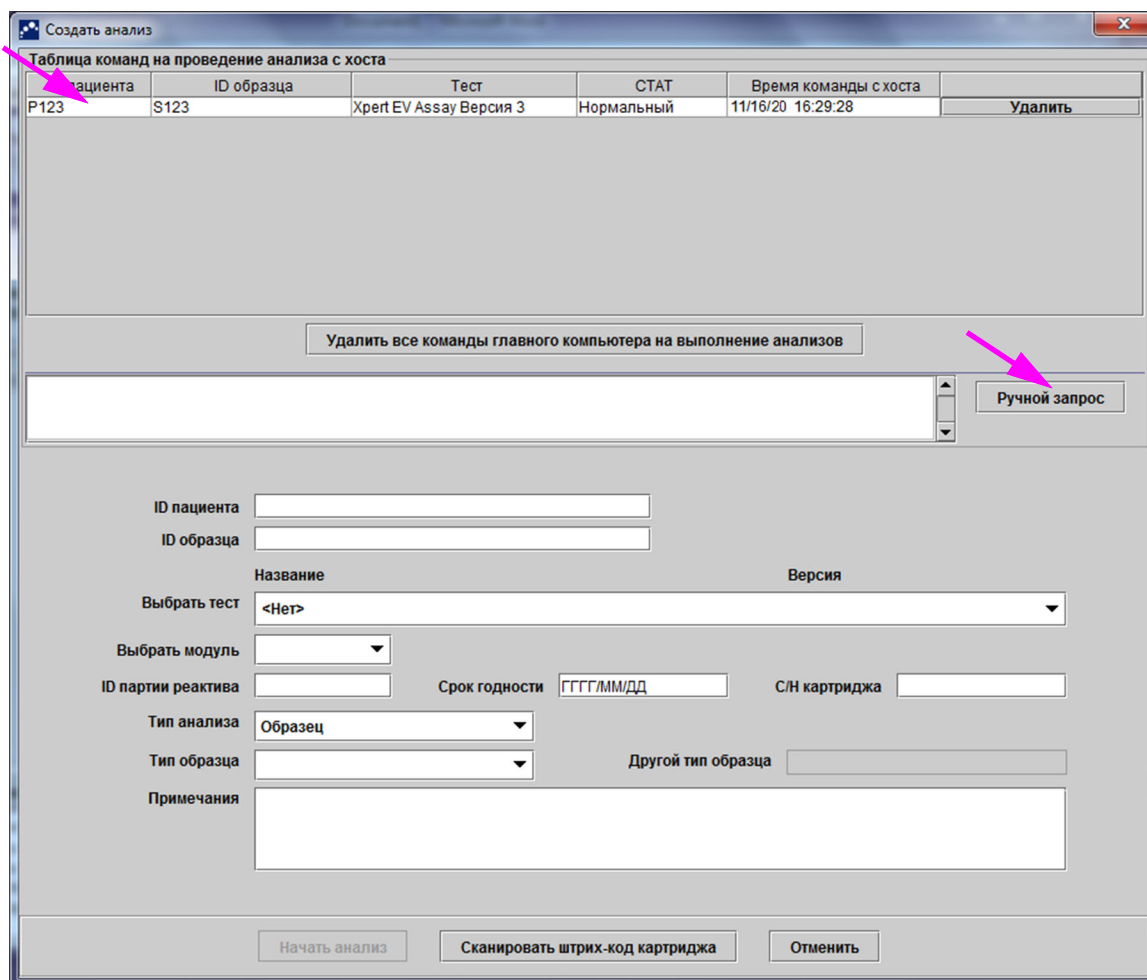 Создать анализ
Таблица команд на проведение анализа с хоста
пациента ID образца Тест СТАТ Время команды с хоста
P123 S123 Xpert EV Assay Версия 3 Нормальный 11/16/20 16:29:28 Удалить
Удалить все команды главного компьютера на выполнение анализов
Ручной запрос
ID пациента
ID образца
Название Версия
Выбрать тест <Нет>
Выбрать модуль
ID партии реактива Срок годности ГГГГ/ММ/ДД С/Н картриджа
Тип анализа Образец
Тип образца Другой тип образца
Примечания
Начать анализ Сканировать штрих-код картриджа Отменить